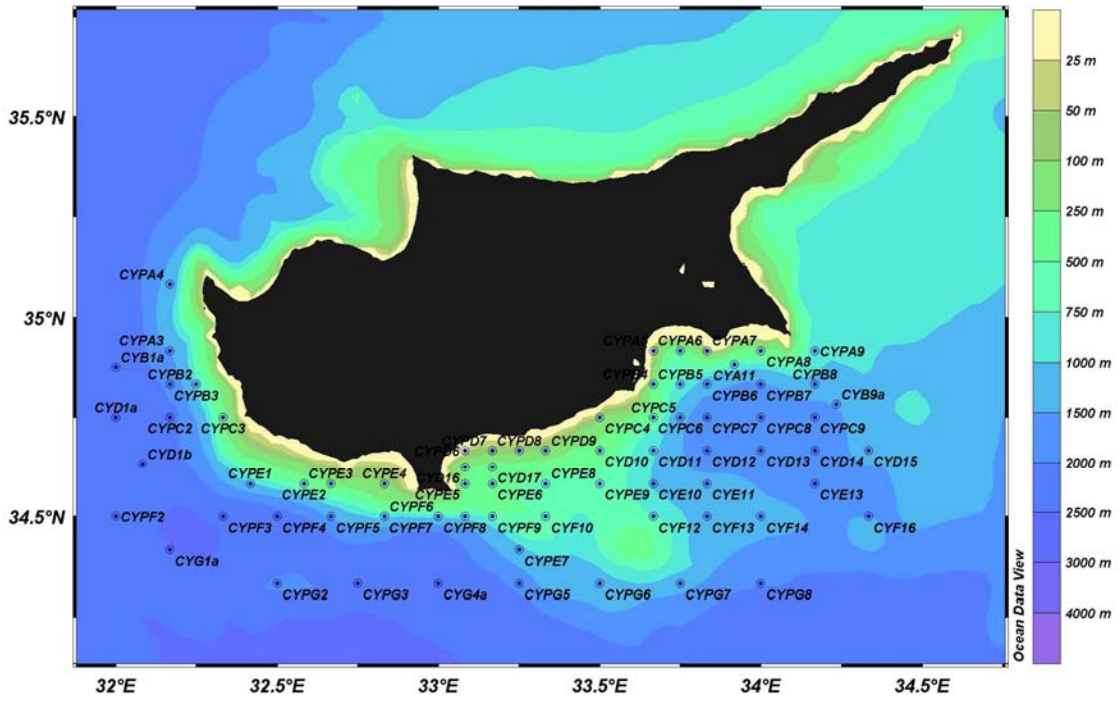 25 m
50 m
35.5°N
100 m
250 m
CYPA4
500 m
35°N
750 m
CYPA3
CYPA5 CYPA6 CYPA7
CYB1a
CYPA8 CYPA9
1000 m
CYPB2
CYPB4 CYPB5 CYA11 CYPB8
CYPB3
CYPB6 CYPB7 CYB9a
CYD1a
CYPC5
1500 m
CYPC2 CYPC3
CYPC4 CYPC6 CYPC7 CYPC8 CYPC9
CYPD7 CYPD8 CYPD9
CYD1b
CYPD6
CYD10 CYD11 CYD12 CYD13 CYD14 CYD15
2000 m
CYPE1 CYPE3 CYPE4
CYD16 CYD17 CYPE8
CYPE2 CYPE5 CYPE6 CYPE9 CYE10 CYE11 CYE13
34.5°N
CYPF6
2500 m
CYPF2 CYPF3 CYPF4 CYPF5 CYPF7 CYPF8 CYPF9 CYF10 CYF12 CYF13 CYF14 CYF16
CYG1a CYPE7
3000 m
CYPG2 CYPG3 CYG4a CYPG5 CYPG6 CYPG7 CYPG8
4000 m
Ocean Data View
32°E 32.5°E 33°E 33.5°E 34°E 34.5°E